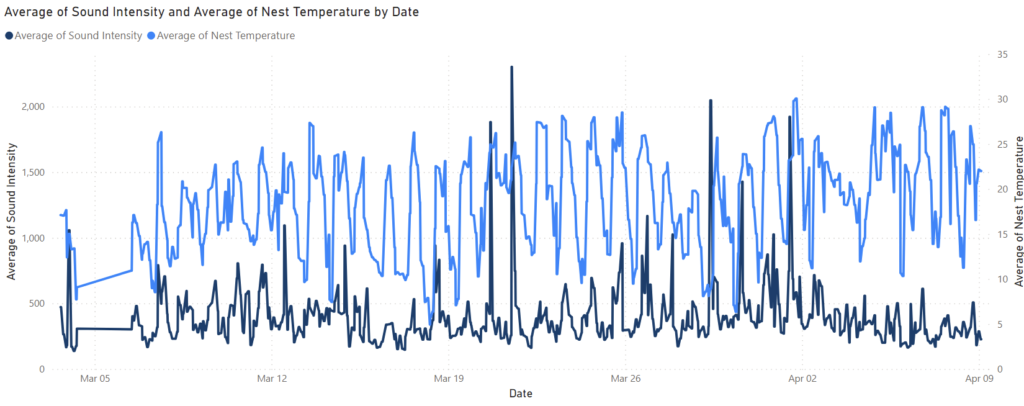 Average of Sound Intensity and Average of Nest Temperature by Date
Average of Sound Intensity Average of Nest Temperature
35
30
25
20
15
10
5
0
2,000
1,500
1,000
500
0
Average of Sound Intensity
Average of Nest Temperature
Mar 05 Mar 12 Mar 19 Mar 26 Apr 02 Apr 09
Date